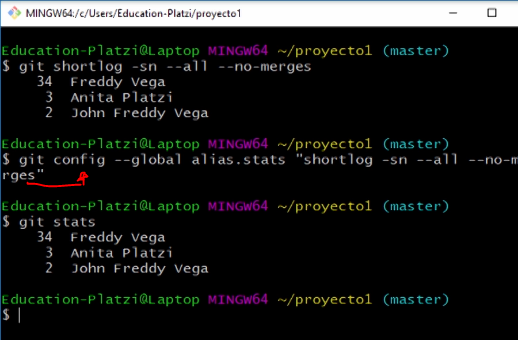 MINGW64:/c/Users/Education-Platzi/proyecto1
Education-Platzi@Laptop MINGW64 ~/proyecto1 (master)
$ git shortlog -sn --all --no-merges
34 Freddy Vega
3 Anita Platzi
2 John Freddy Vega
Education-Platzi@Laptop MINGW64 ~/proyecto1 (master)
$ git config --global alias.stats "shortlog -sn --all --no-m
rges"
Education-Platzi@Laptop MINGW64 ~/proyecto1 (master)
$ git stats
34 Freddy Vega
3 Anita Platzi
2 John Freddy Vega
Education-Platzi@Laptop MINGW64 ~/proyecto1 (master)
$